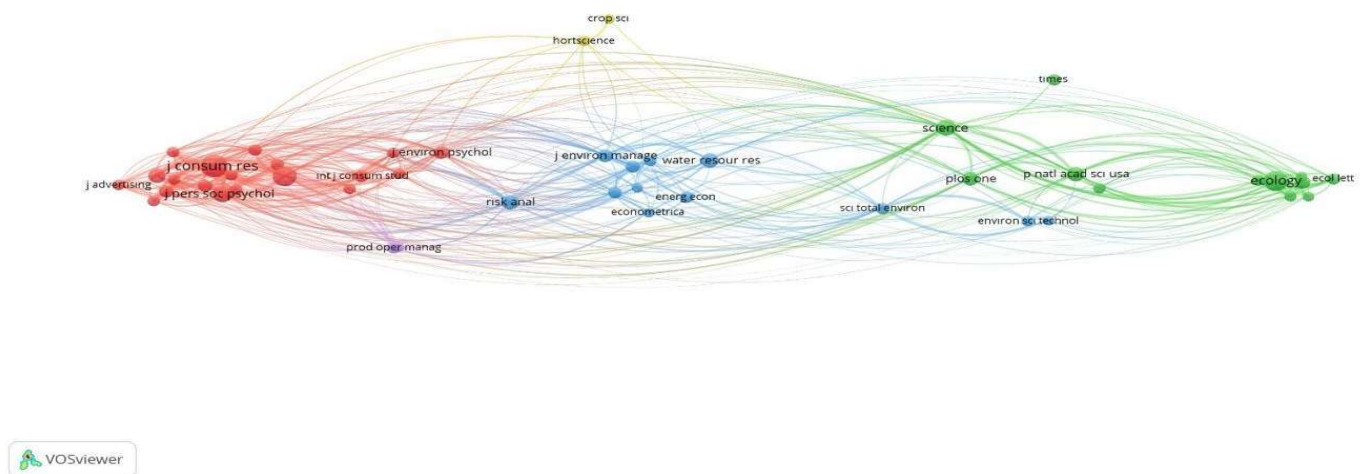 crop sci
hortscience
times
science
j consum res
j environ psychol
j environ manage
water resour res
j advertising
int j consum stud
plos one
p natl acad sci usa
ecology
ecol lett
j pers soc psychol
risk anal
energ econ
econometrica
sci total environ
environ sci technol
prod oper manag
VOSviewer